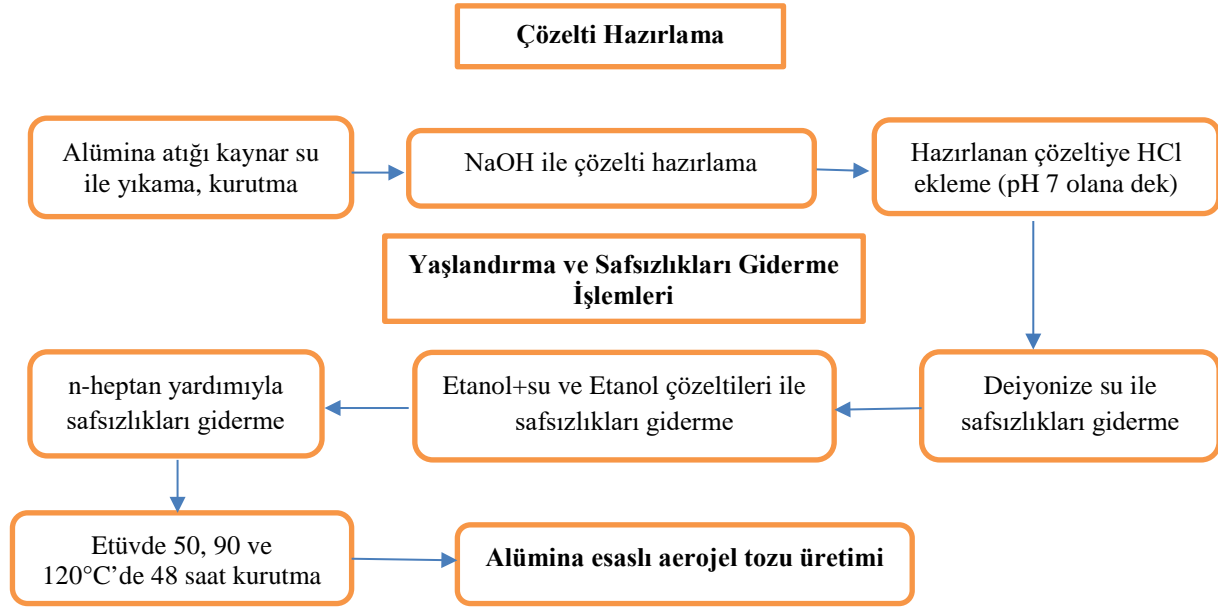 Çözelti Hazırlama
Alümina atığı kaynar su
ile yıkama, kurutma
NaOH ile çözelti hazırlama
Hazırlanan çözeltiye HCl
ekleme (pH 7 olana dek)
Yaşlandırma ve Safsızlıkları Giderme
İşlemleri
Deiyonize su ile
safsızlıkları giderme
Etanol+su ve Etanol çözeltileri ile
safsızlıkları giderme
n-heptan yardımıyla
safsızlıkları giderme
Etüvde 50, 90 ve
120°C’de 48 saat kurutma
Alümina esaslı aerojel tozu üretimi